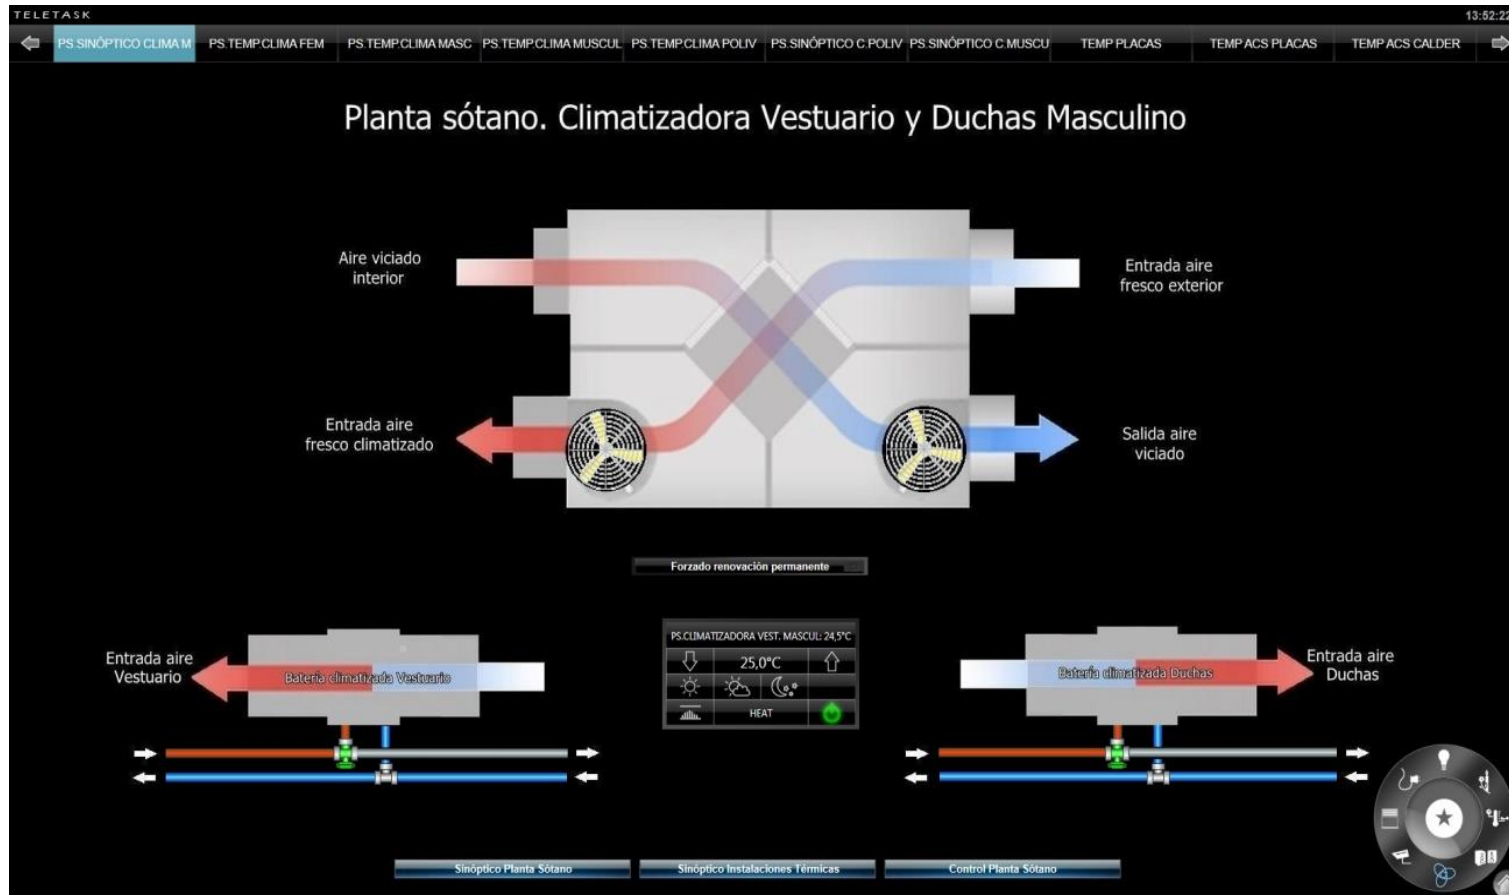 TELETASK
13:52:22
PS.SINÓPTICO CLIMA M
PS.TEMP.CLIMA FEM
PS.TEMP.CLIMA MASC
PS.TEMP.CLIMA MUSCUL
PS.TEMP.CLIMA POLIV
PS.SINÓPTICO C.POLIV
PS.SINÓPTICO C.MUSCU
TEMP PLACAS
TEMP ACS PLACAS
TEMP ACS CALDER
Planta sótano. Climatizadora Vestuario y Duchas Masculino
Aire viciado
interior
Entrada aire
fresco exterior
Entrada aire
fresco climatizado
Salida aire
viciado
Forzado renovación permanente
Entrada aire
Vestuario
Batería climatizada Vestuario
PS.CLIMATIZADORA VEST. MASCUL: 24,5°C
25,0°C
HEAT
Batería climatizada Duchas
Entrada aire
Duchas
Sinóptico Planta Sótano
Sinóptico Instalaciones Térmicas
Control Planta Sótano